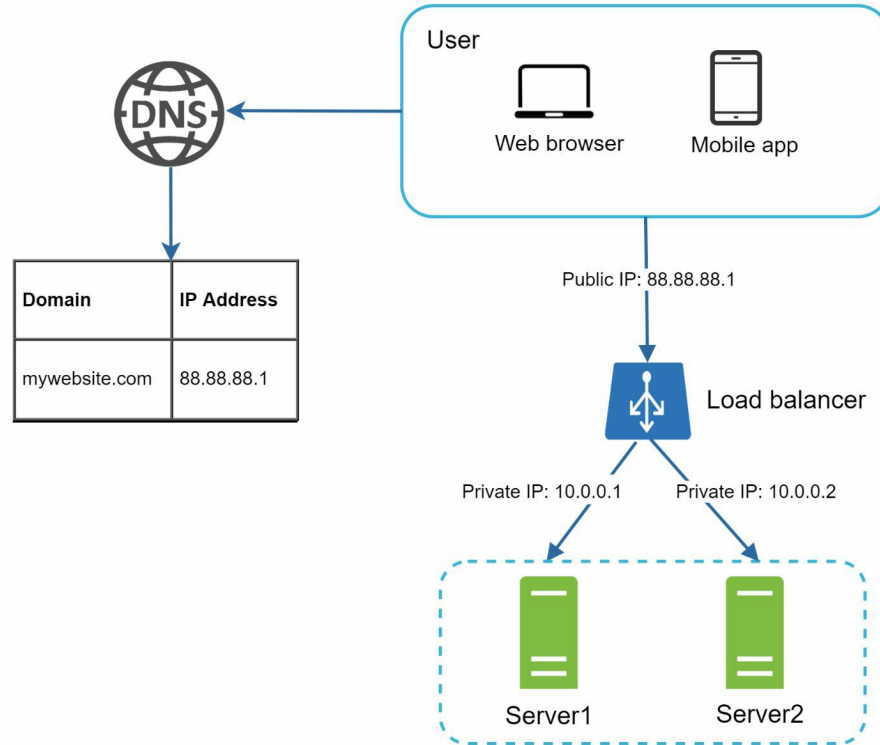 User
DNS
Web browser
Mobile app
Domain
IP Address
mywebsite.com
88.88.88.1
Public IP: 88.88.88.1
Load balancer
Private IP: 10.0.0.1
Private IP: 10.0.0.2
Server1
Server2